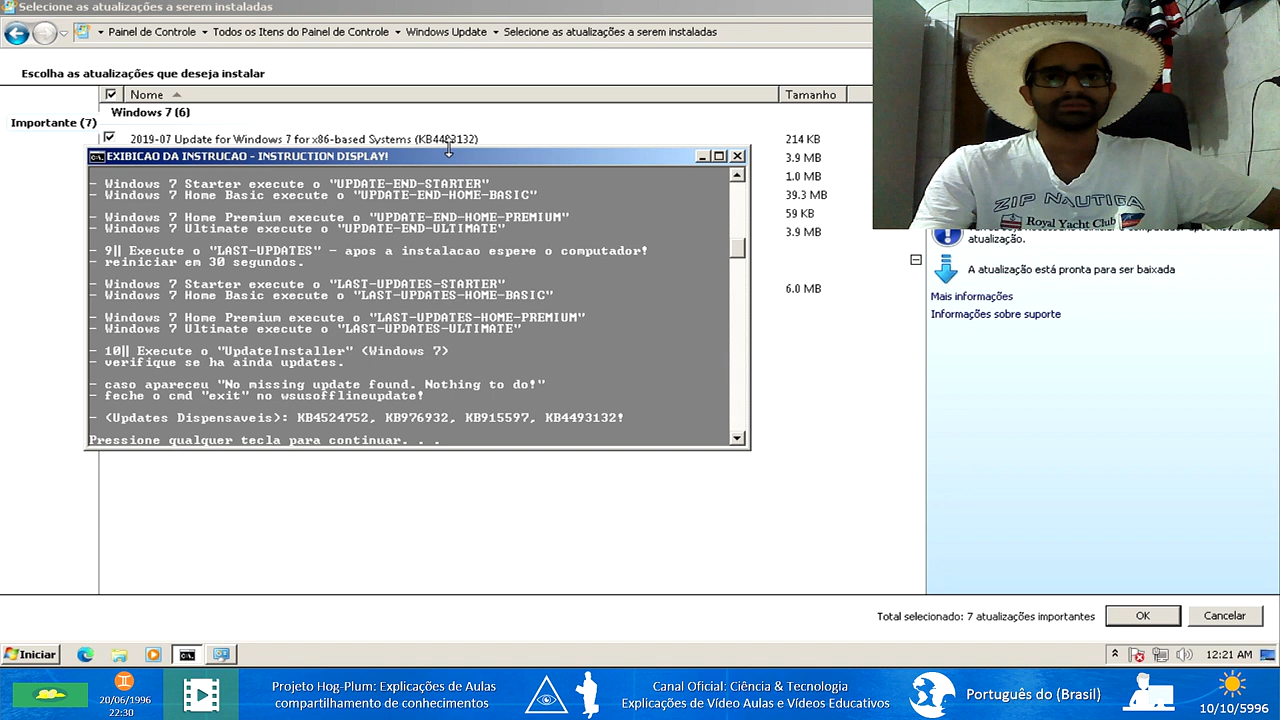 Selecione as atualizações a serem instaladas
Painel de Controle ▾ Todos os Itens do Painel de Controle ▾ Windows Update ▾ Selecione as atualizações a serem instaladas
Escolha as atualizações que deseja instalar
Nome
Tamanho
Windows 7 (6)
Importante (7)
2019-07 Update for Windows 7 for x86-based Systems (KB4493132)
214 KB
3.9 MB
1.0 MB
39.3 MB
59 KB
3.9 MB
6.0 MB
EXIBICAO DA INSTRUCAO - INSTRUCTION DISPLAY!
- Windows 7 Starter execute o "UPDATE-END-STARTER"
- Windows 7 Home Basic execute o "UPDATE-END-HOME-BASIC"
- Windows 7 Home Premium execute o "UPDATE-END-HOME-PREMIUM"
- Windows 7 Ultimate execute o "UPDATE-END-ULTIMATE"
- 9|| Execute o "LAST-UPDATES" - apos a instalacao espere o computador!
- reiniciar em 30 segundos.
- Windows 7 Starter execute o "LAST-UPDATES-STARTER"
- Windows 7 Home Basic execute o "LAST-UPDATES-HOME-BASIC"
- Windows 7 Home Premium execute o "LAST-UPDATES-HOME-PREMIUM"
- Windows 7 Ultimate execute o "LAST-UPDATES-ULTIMATE"
- 10|| Execute o "UpdateInstaller" <Windows 7>
- verifique se ha ainda updates.
- caso apareceu "No missing update found. Nothing to do!"
- feche o cmd "exit" no wsusofflineupdate!
- <Updates Dispensaveis>: KB4524752, KB976932, KB915597, KB4493132!
Pressione qualquer tecla para continuar. . .
ZIP NAUTICA
Royal Yacht Club
atualização.
A atualização está pronta para ser baixada
Mais informações
Informações sobre suporte
Total selecionado: 7 atualizações importantes
OK
Cancelar
Iniciar
12:21 AM
20/06/1996
22:30
Projeto Hog-Plum: Explicações de Aulas
compartilhamento de conhecimentos
Canal Oficial: Ciência & Tecnologia
Explicações de Vídeo Aulas e Vídeos Educativos
Português do (Brasil)
10/10/5996